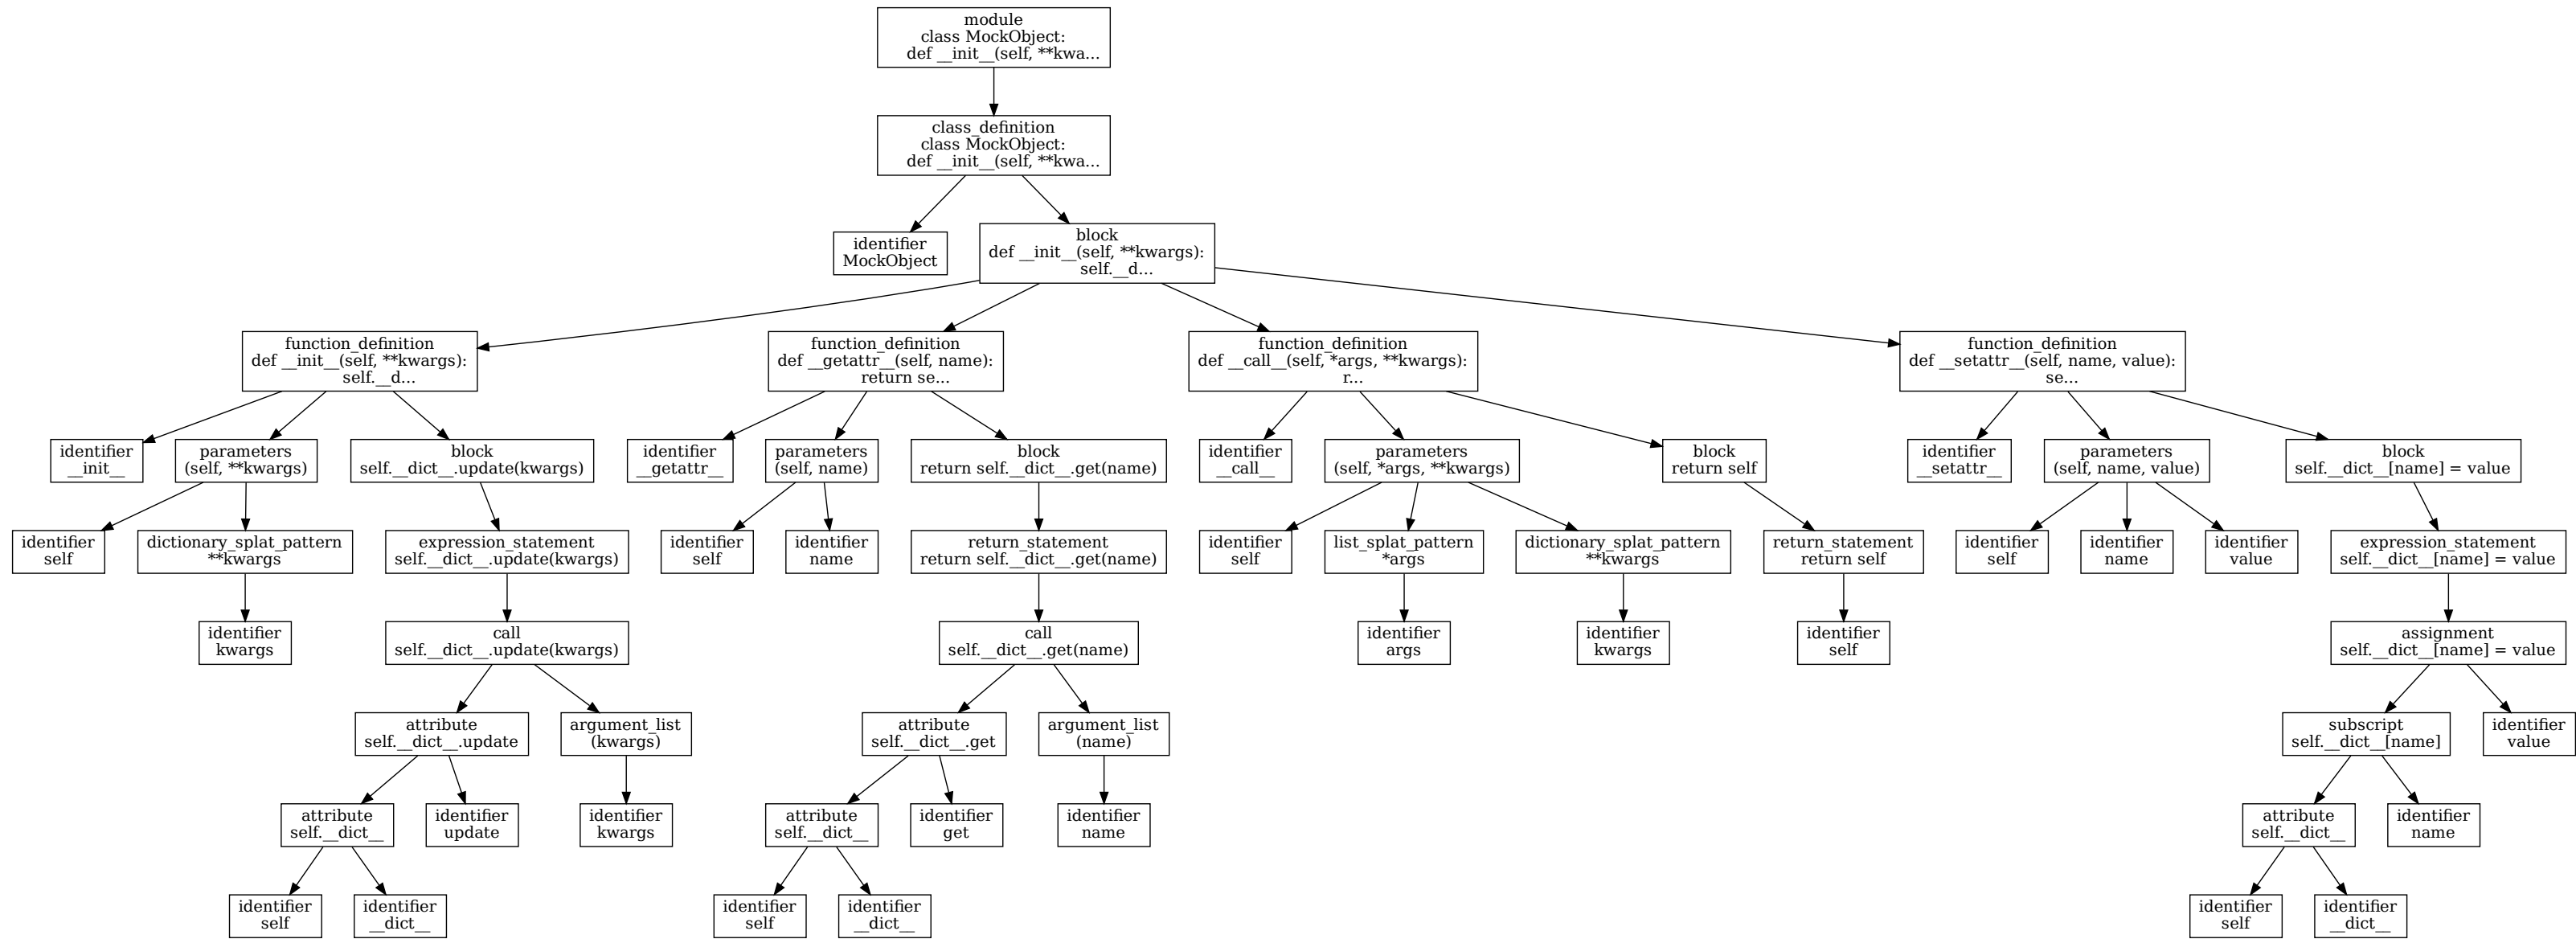 module
class MockObject:
def __init__(self, **kwa...
class_definition
class MockObject:
def __init__(self, **kwa...
identifier
MockObject
block
def __init__(self, **kwargs):
self.__d...
function_definition
def __init__(self, **kwargs):
self.__d...
function_definition
def __getattr__(self, name):
return se...
function_definition
def __call__(self, *args, **kwargs):
r...
function_definition
def __setattr__(self, name, value):
se...
identifier
__init__
parameters
(self, **kwargs)
block
self.__dict__.update(kwargs)
identifier
__getattr__
parameters
(self, name)
block
return self.__dict__.get(name)
identifier
__call__
parameters
(self, *args, **kwargs)
block
return self
identifier
__setattr__
parameters
(self, name, value)
block
self.__dict__[name] = value
identifier
self
dictionary_splat_pattern
**kwargs
expression_statement
self.__dict__.update(kwargs)
identifier
self
identifier
name
return_statement
return self.__dict__.get(name)
identifier
self
list_splat_pattern
*args
dictionary_splat_pattern
**kwargs
return_statement
return self
identifier
self
identifier
name
identifier
value
expression_statement
self.__dict__[name] = value
identifier
kwargs
call
self.__dict__.update(kwargs)
call
self.__dict__.get(name)
identifier
args
identifier
kwargs
identifier
self
assignment
self.__dict__[name] = value
attribute
self.__dict__.update
argument_list
(kwargs)
attribute
self.__dict__.get
argument_list
(name)
subscript
self.__dict__[name]
identifier
value
attribute
self.__dict__
identifier
update
identifier
kwargs
attribute
self.__dict__
identifier
get
identifier
name
attribute
self.__dict__
identifier
name
identifier
self
identifier
__dict__
identifier
self
identifier
__dict__
identifier
self
identifier
__dict__